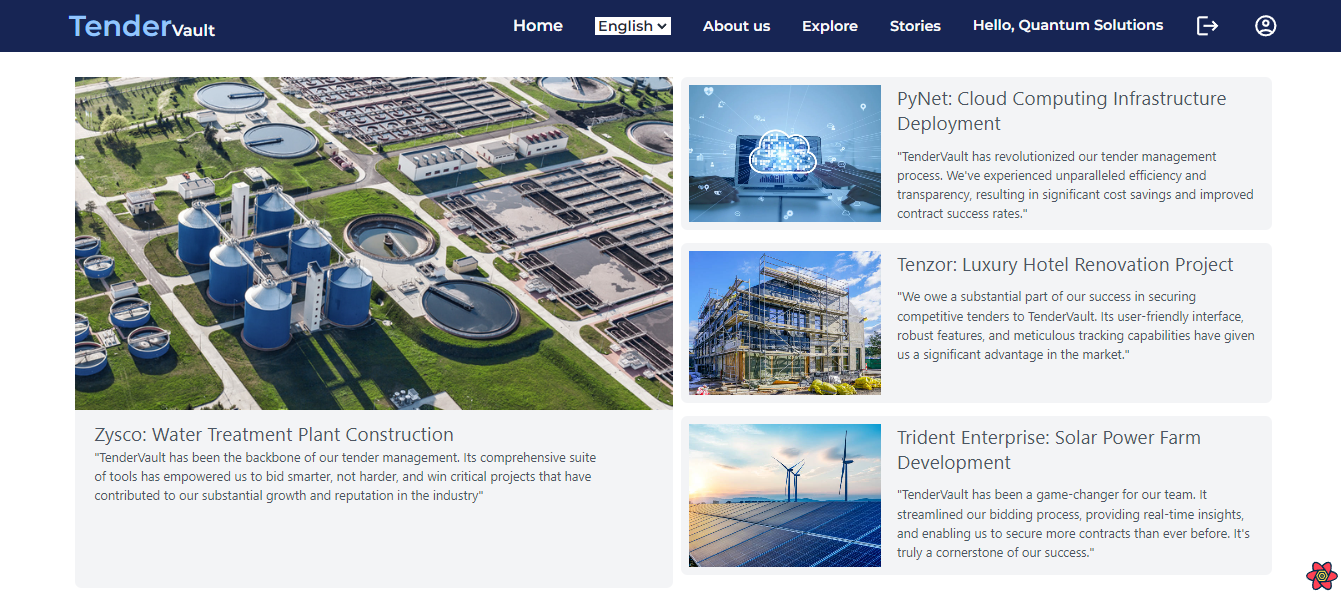 TenderVault
Home
English
About us
Explore
Stories
Hello, Quantum Solutions
Zysco: Water Treatment Plant Construction
"TenderVault has been the backbone of our tender management. Its comprehensive suite
of tools has empowered us to bid smarter, not harder, and win critical projects that have
contributed to our substantial growth and reputation in the industry"
PyNet: Cloud Computing Infrastructure
Deployment
"TenderVault has revolutionized our tender management
process. We've experienced unparalleled efficiency and
transparency, resulting in significant cost savings and improved
contract success rates."
Tenzor: Luxury Hotel Renovation Project
"We owe a substantial part of our success in securing
competitive tenders to TenderVault. Its user-friendly interface,
robust features, and meticulous tracking capabilities have given
us a significant advantage in the market."
Trident Enterprise: Solar Power Farm
Development
"TenderVault has been a game-changer for our team. It
streamlined our bidding process, providing real-time insights,
and enabling us to secure more contracts than ever before. It's
truly a cornerstone of our success."